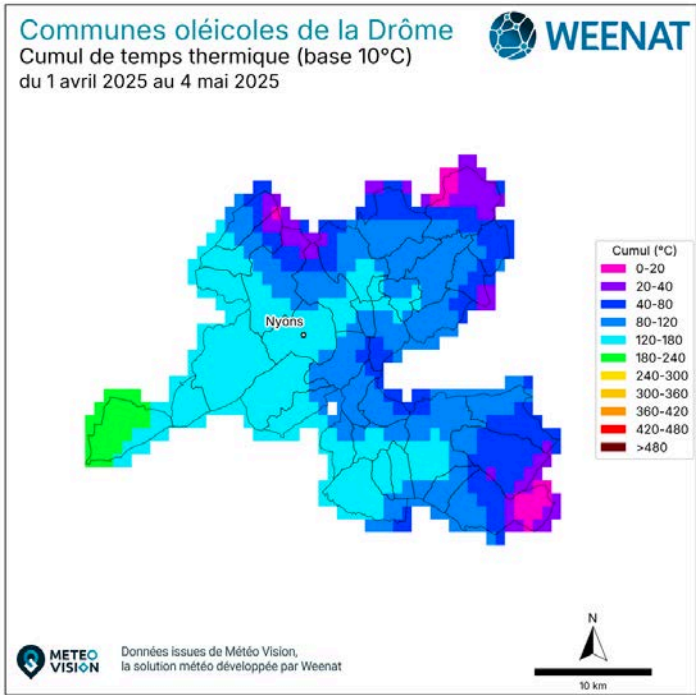 Communes oléicoles de la Drôme
Cumul de temps thermique (base 10°C)
du 1 avril 2025 au 4 mai 2025
WEENAT
Nyons
Cumul (°C)
0-20
20-40
40-80
80-120
120-180
180-240
240-300
300-360
360-420
420-480
>480
METEO
VISION
Données issues de Météo Vision,
la solution météo développée par Weenat
N
10 km